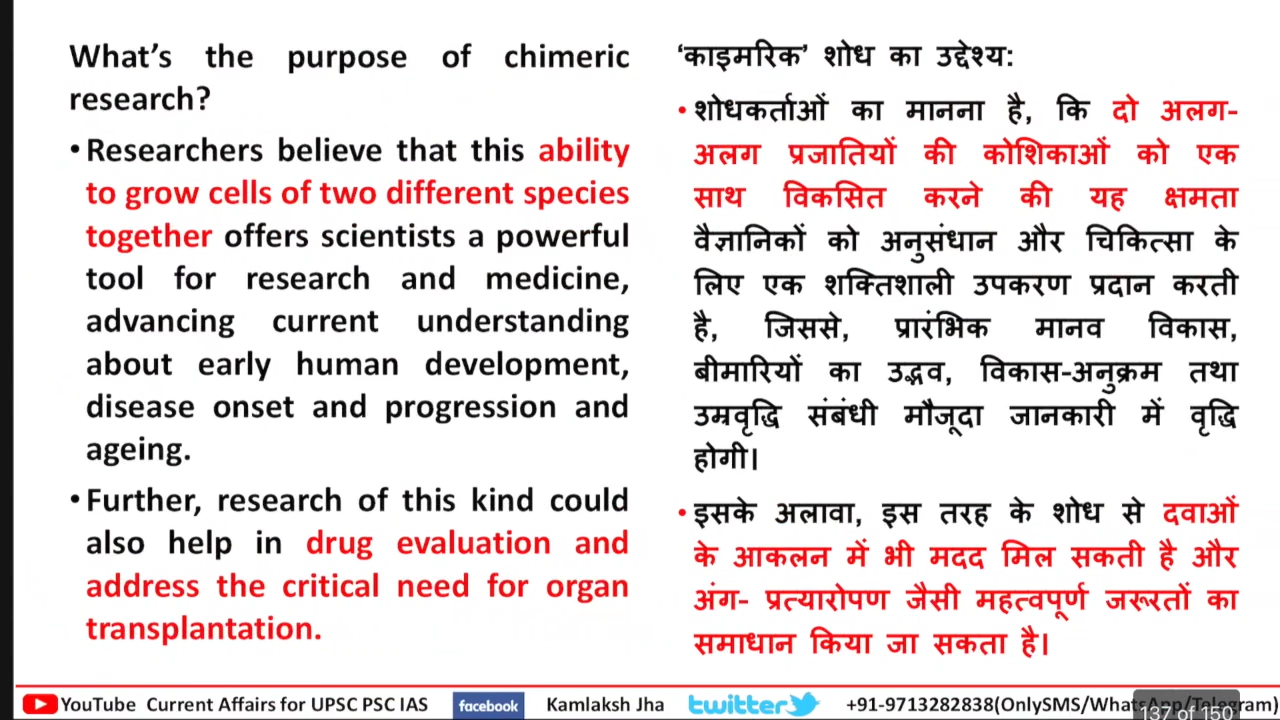 What's the purpose of chimeric
research?
• Researchers believe that this ability
to grow cells of two different species
together offers scientists a powerful
tool for research and medicine,
advancing current understanding
about early human development,
disease onset and progression and
ageing.
• Further, research of this kind could
also help in drug evaluation and
address the critical need for organ
transplantation.
‘काइमरिक’ शोध का उद्देश्य:
• शोधकर्ताओं का मानना है, कि दो अलग-
अलग प्रजातियों की कोशिकाओं को एक
साथ विकसित करने की यह क्षमता
वैज्ञानिकों को अनुसंधान और चिकित्सा के
लिए एक शक्तिशाली उपकरण प्रदान करती
है, जिससे, प्रारंभिक मानव विकास,
बीमारियों का उद्भव, विकास-अनुक्रम तथा
उम्रवृद्धि संबंधी मौजूदा जानकारी में वृद्धि
होगी।
• इसके अलावा, इस तरह के शोध से दवाओं
के आकलन में भी मदद मिल सकती है और
अंग- प्रत्यारोपण जैसी महत्वपूर्ण जरूरतों का
समाधान किया जा सकता है।
YouTube Current Affairs for UPSC PSC IAS facebook Kamlaksh Jha twitter +91-9713282838(OnlySMS/WhatsApp/Telegram)
137 of 150